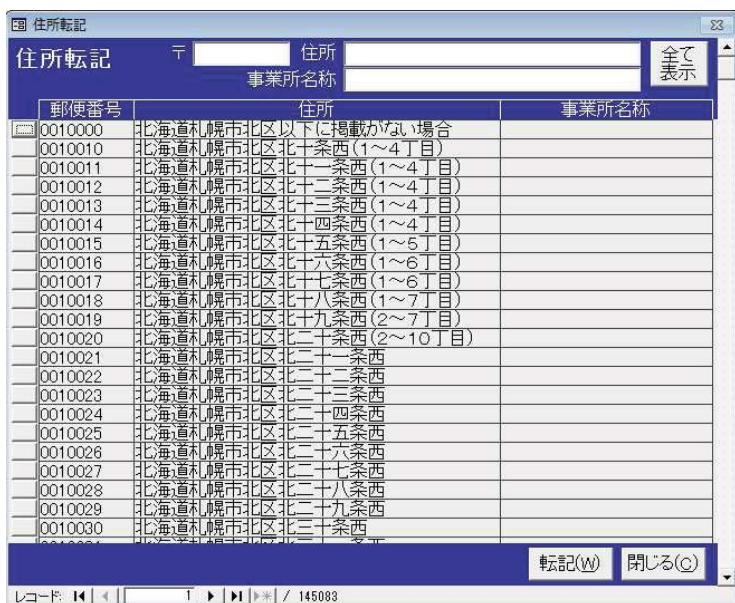 住所転記
住所転記 〒 住所 全て表示
事業所名称
郵便番号 住所 事業所名称
0010000 北海道札幌市北区以下に掲載がない場合
0010010 北海道札幌市北区北十条西(1～4丁目)
0010011 北海道札幌市北区北十一条西(1～4丁目)
0010012 北海道札幌市北区北十二条西(1～4丁目)
0010013 北海道札幌市北区北十三条西(1～4丁目)
0010014 北海道札幌市北区北十四条西(1～4丁目)
0010015 北海道札幌市北区北十五条西(1～5丁目)
0010016 北海道札幌市北区北十六条西(1～6丁目)
0010017 北海道札幌市北区北十七条西(1～6丁目)
0010018 北海道札幌市北区北十八条西(1～7丁目)
0010019 北海道札幌市北区北十九条西(2～7丁目)
0010020 北海道札幌市北区北二十条西(2～10丁目)
0010021 北海道札幌市北区北二十一条西
0010022 北海道札幌市北区北二十二条西
0010023 北海道札幌市北区北二十三条西
0010024 北海道札幌市北区北二十四条西
0010025 北海道札幌市北区北二十五条西
0010026 北海道札幌市北区北二十六条西
0010027 北海道札幌市北区北二十七条西
0010028 北海道札幌市北区北二十八条西
0010029 北海道札幌市北区北二十九条西
0010030 北海道札幌市北区北三十条西
転記(W) 閉じる(C)
レコード: 1 / 145083